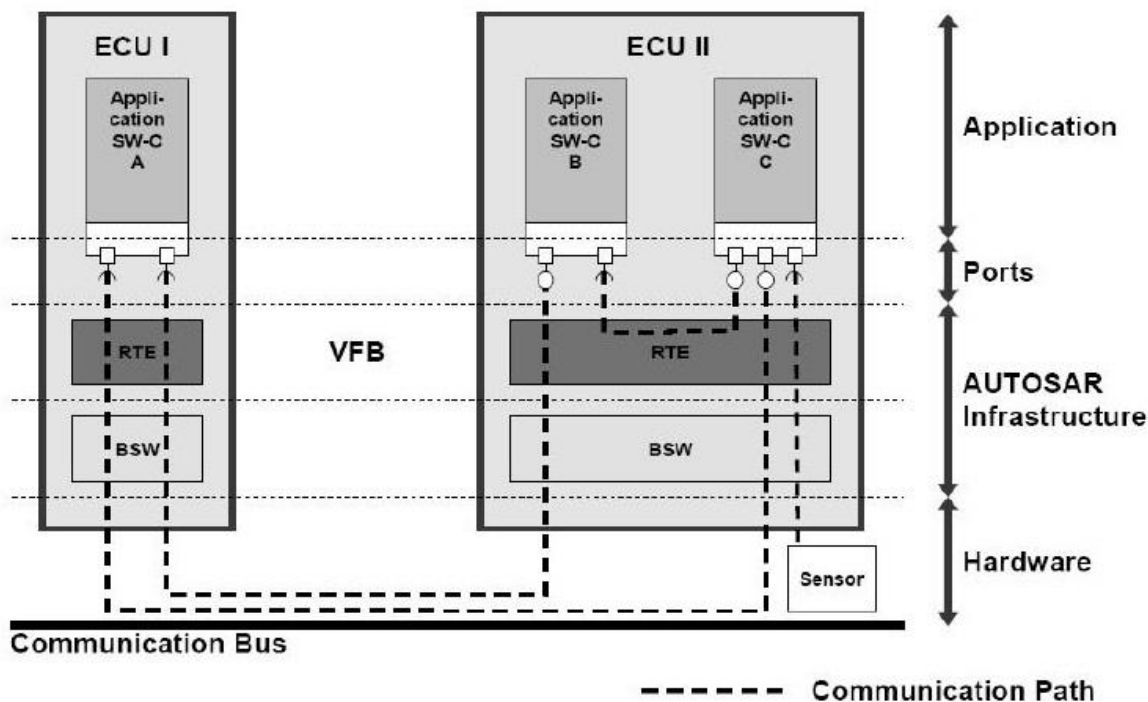 ECU I
ECU II
Appli-
cation
SW-C
A
Appli-
cation
SW-C
B
Appli-
cation
SW-C
C
Application
Ports
RTE
VFB
RTE
AUTOSAR
Infrastructure
BSW
BSW
Hardware
Sensor
Communication Bus
Communication Path